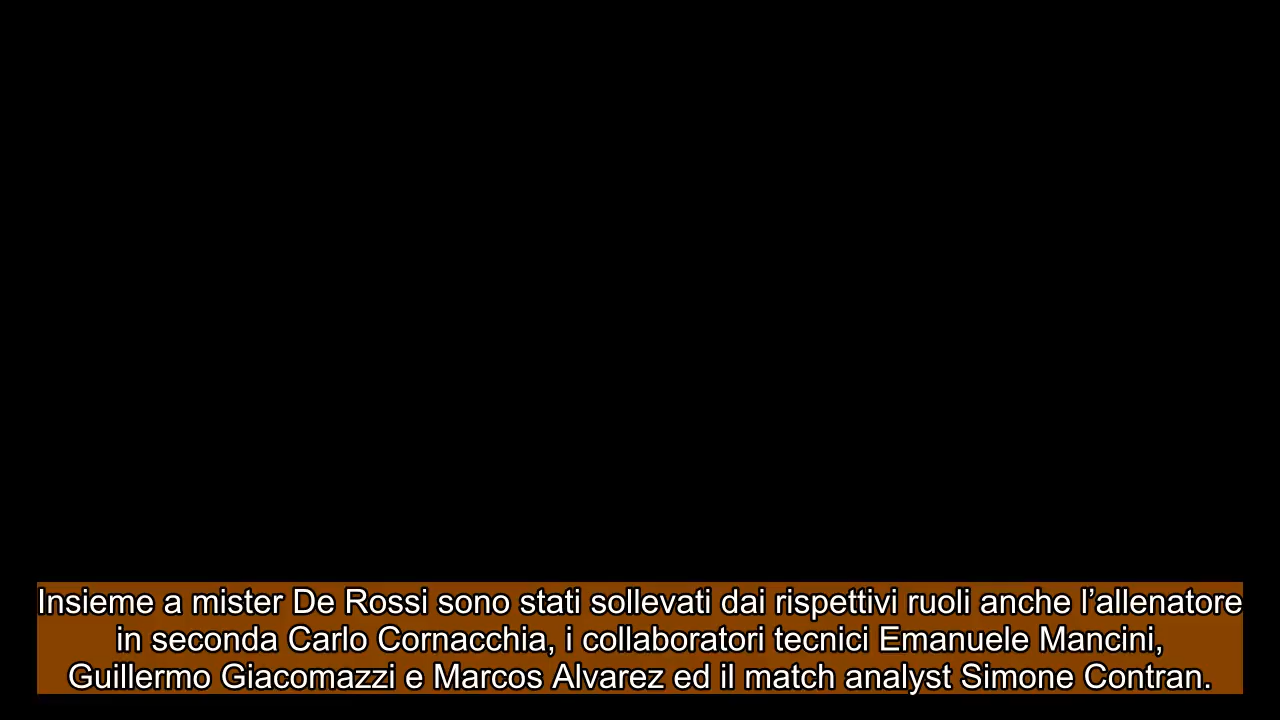 Insieme a mister De Rossi sono stati sollevati dai rispettivi ruoli anche l’allenatore
in seconda Carlo Cornacchia, i collaboratori tecnici Emanuele Mancini,
Guillermo Giacomazzi e Marcos Alvarez ed il match analyst Simone Contran.